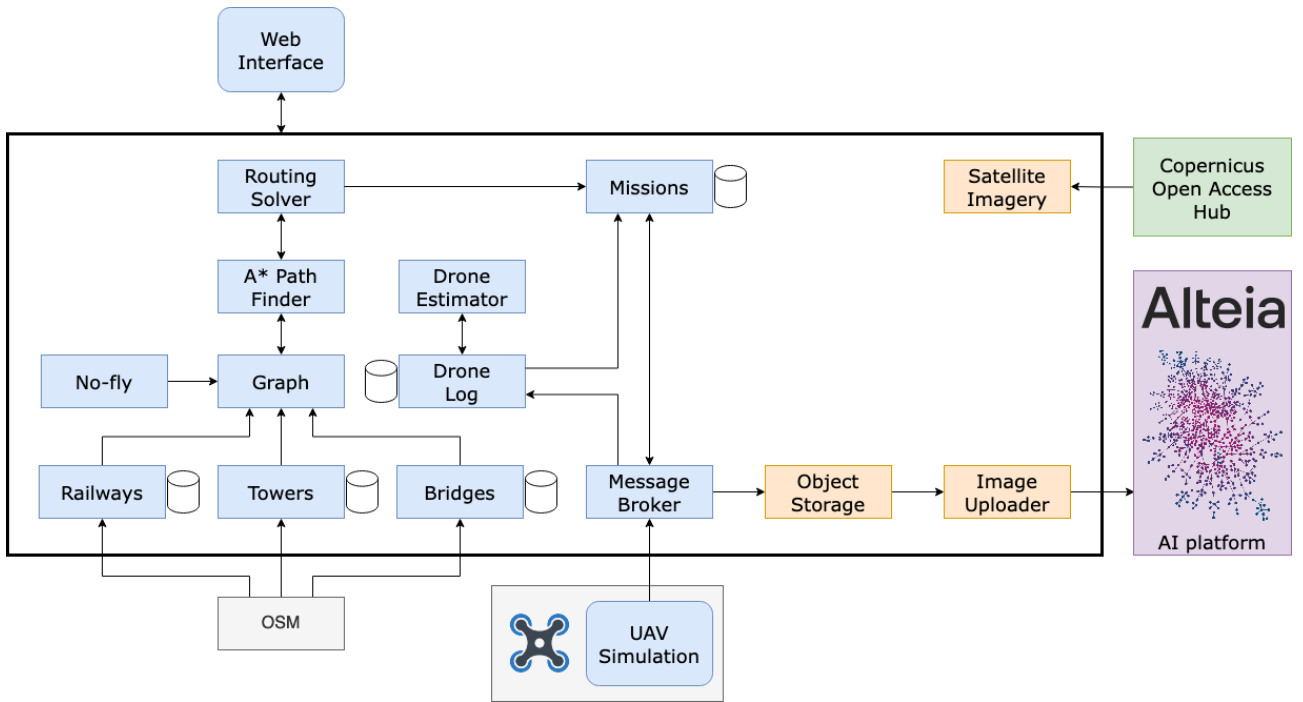 Web
Interface
Routing
Solver
Missions
Satellite
Imagery
Copernicus
Open Access
Hub
A* Path
Finder
Drone
Estimator
Alteia
No-fly
Graph
Drone
Log
Railways
Towers
Bridges
Message
Broker
Object
Storage
Image
Uploader
AI platform
OSM
UAV
Simulation